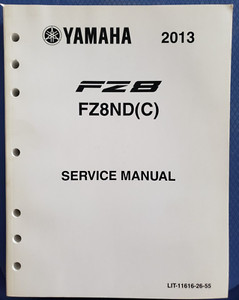 YAMAHA 2013
FZ8
FZ8ND(C)
SERVICE MANUAL
LIT-11616-26-55